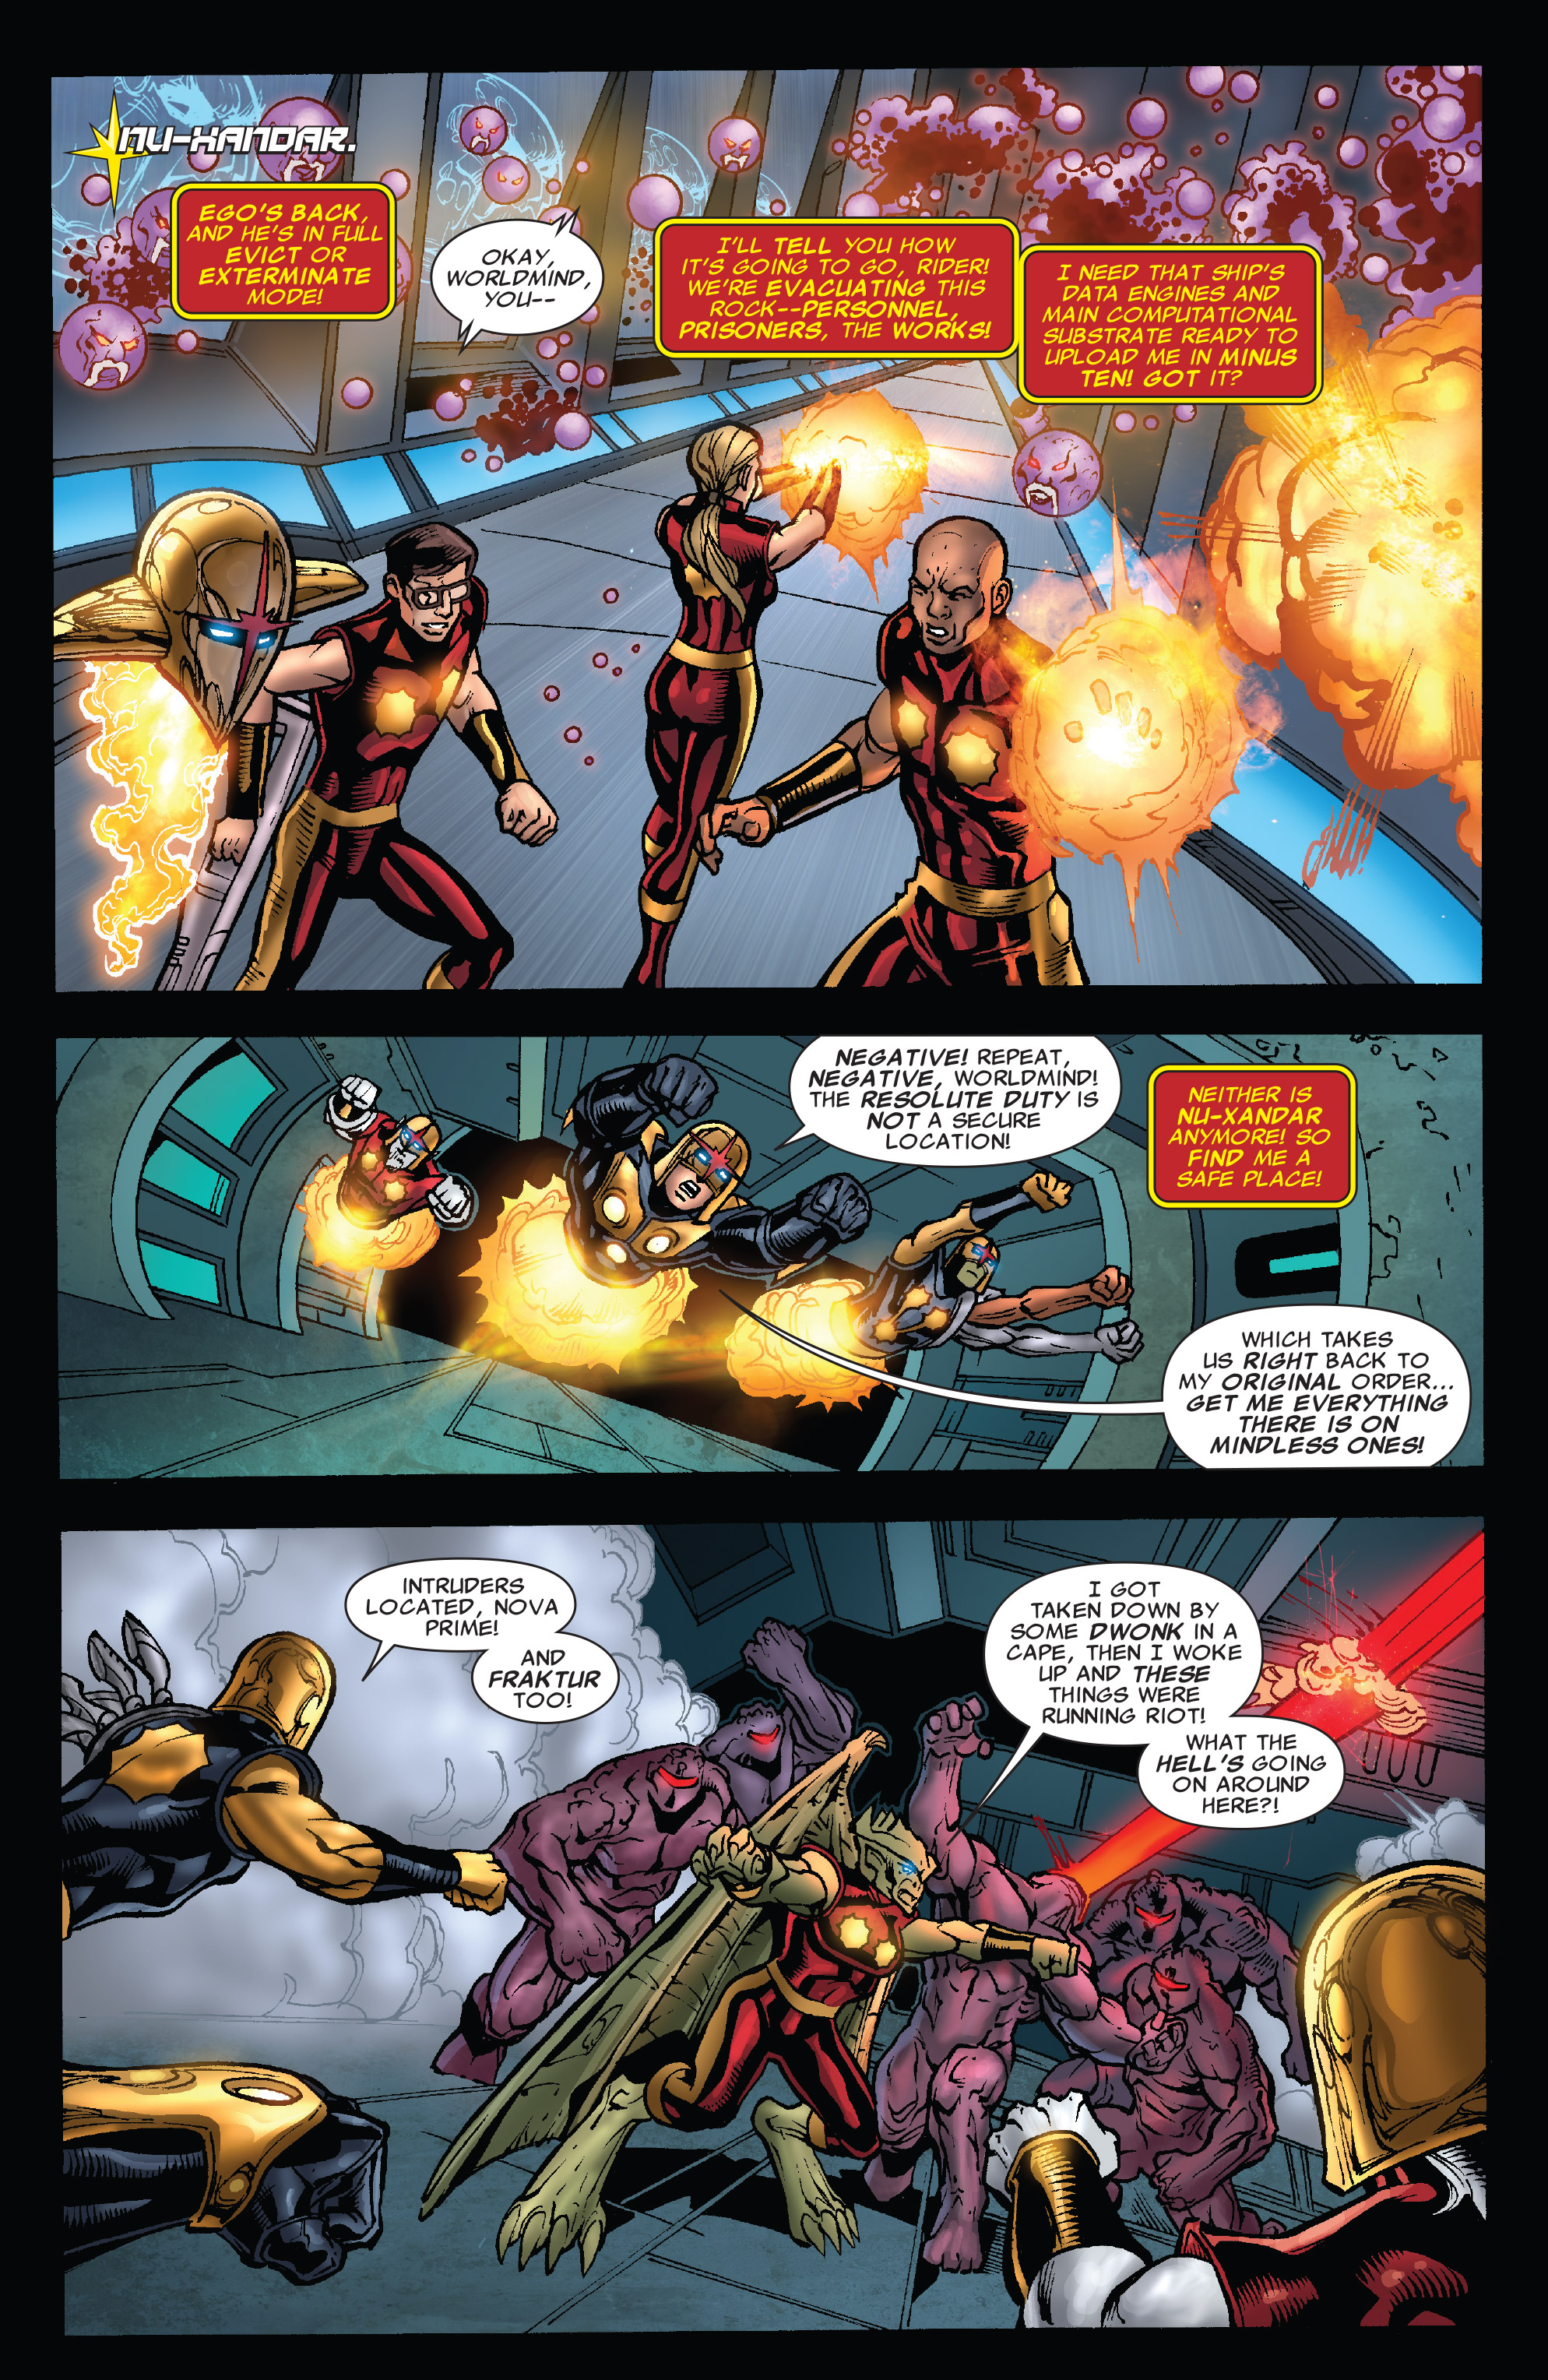 NU-XANDAR.
EGO'S BACK,
AND HE'S IN FULL
EVICT OR
EXTERMINATE
MODE!
OKAY,
WORLDMIND,
YOU--
I'LL TELL YOU HOW
IT'S GOING TO GO, RIDER!
WE'RE EVACUATING THIS
ROCK--PERSONNEL,
PRISONERS, THE WORKS!
I NEED THAT SHIP'S
DATA ENGINES AND
MAIN COMPUTATIONAL
SUBSTRATE READY TO
UPLOAD ME IN MINUS
TEN! GOT IT?
NEGATIVE! REPEAT,
NEGATIVE, WORLDMIND!
THE RESOLUTE DUTY IS
NOT A SECURE
LOCATION!
NEITHER IS
NU-XANDAR
ANYMORE! SO
FIND ME A
SAFE PLACE!
WHICH TAKES
US RIGHT BACK TO
MY ORIGINAL ORDER...
GET ME EVERYTHING
THERE IS ON
MINDLESS ONES!
INTRUDERS
LOCATED, NOVA
PRIME!
AND
FRAKTUR
TOO!
I GOT
TAKEN DOWN BY
SOME DWONK IN A
CAPE, THEN I WOKE
UP AND THESE
THINGS WERE
RUNNING RIOT!
WHAT THE
HELL'S GOING
ON AROUND
HERE?!